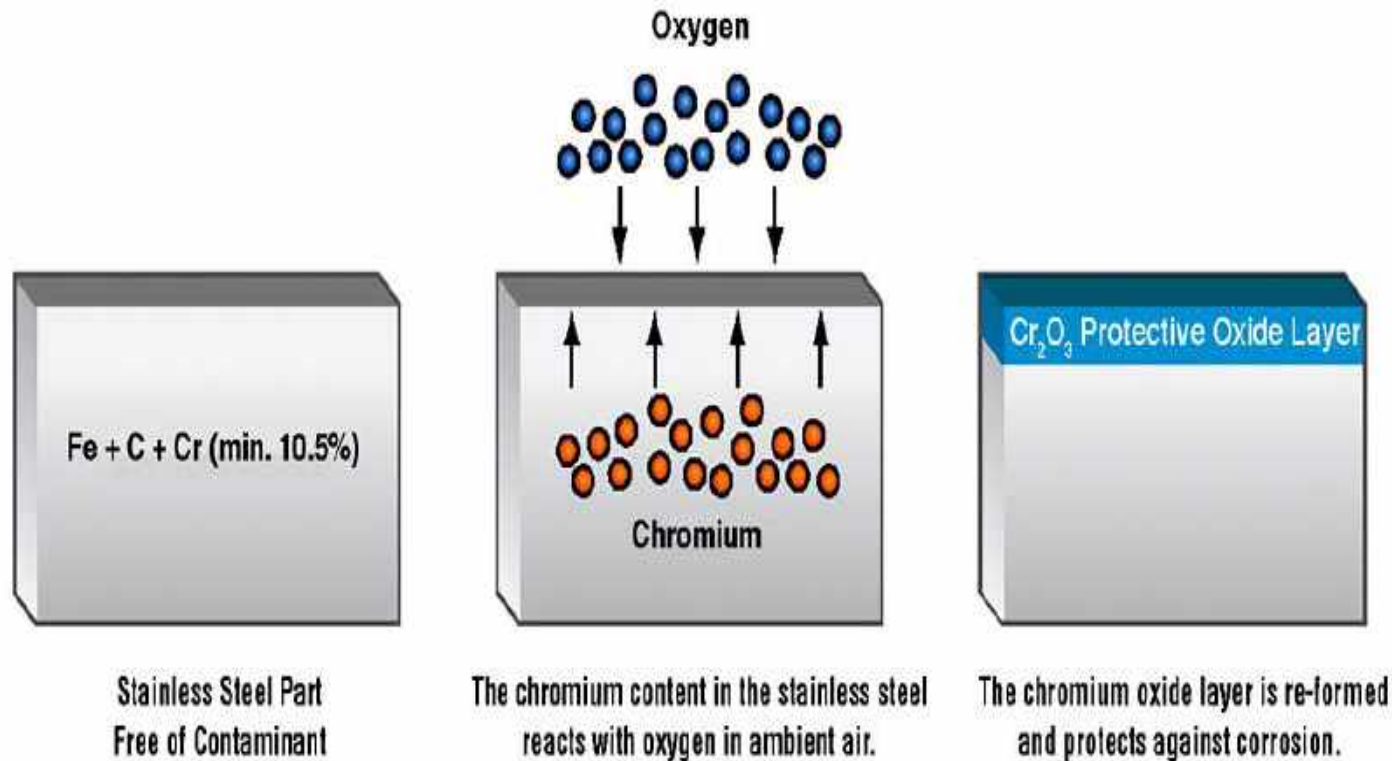 Oxygen
Fe + C + Cr (min. 10.5%)
Chromium
Cr₂O₃ Protective Oxide Layer
Stainless Steel Part
Free of Contaminant
The chromium content in the stainless steel
reacts with oxygen in ambient air.
The chromium oxide layer is re-formed
and protects against corrosion.